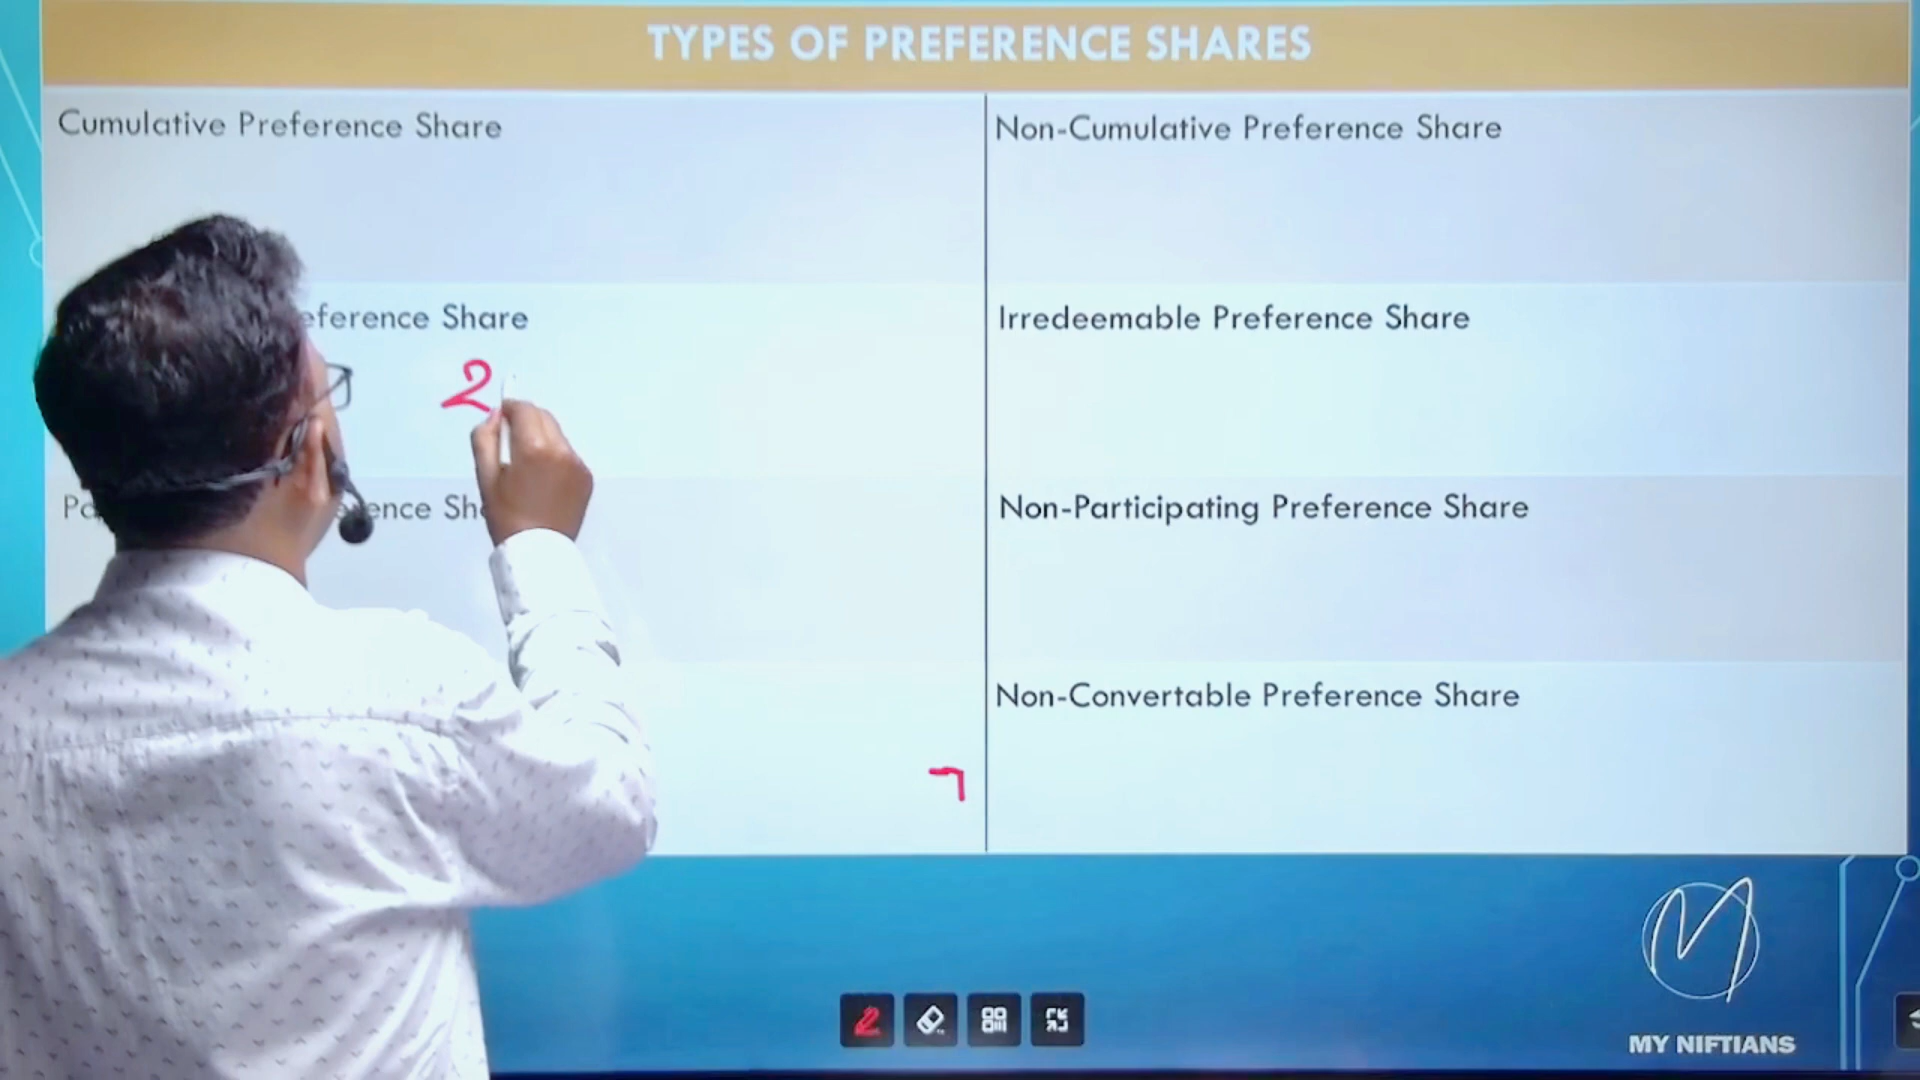 TYPES OF PREFERENCE SHARES
Cumulative Preference Share
Non-Cumulative Preference Share
Share
Irredeemable Preference Share
2
Non-Participating Preference Share
Non-Convertable Preference Share
MY NIFTIANS